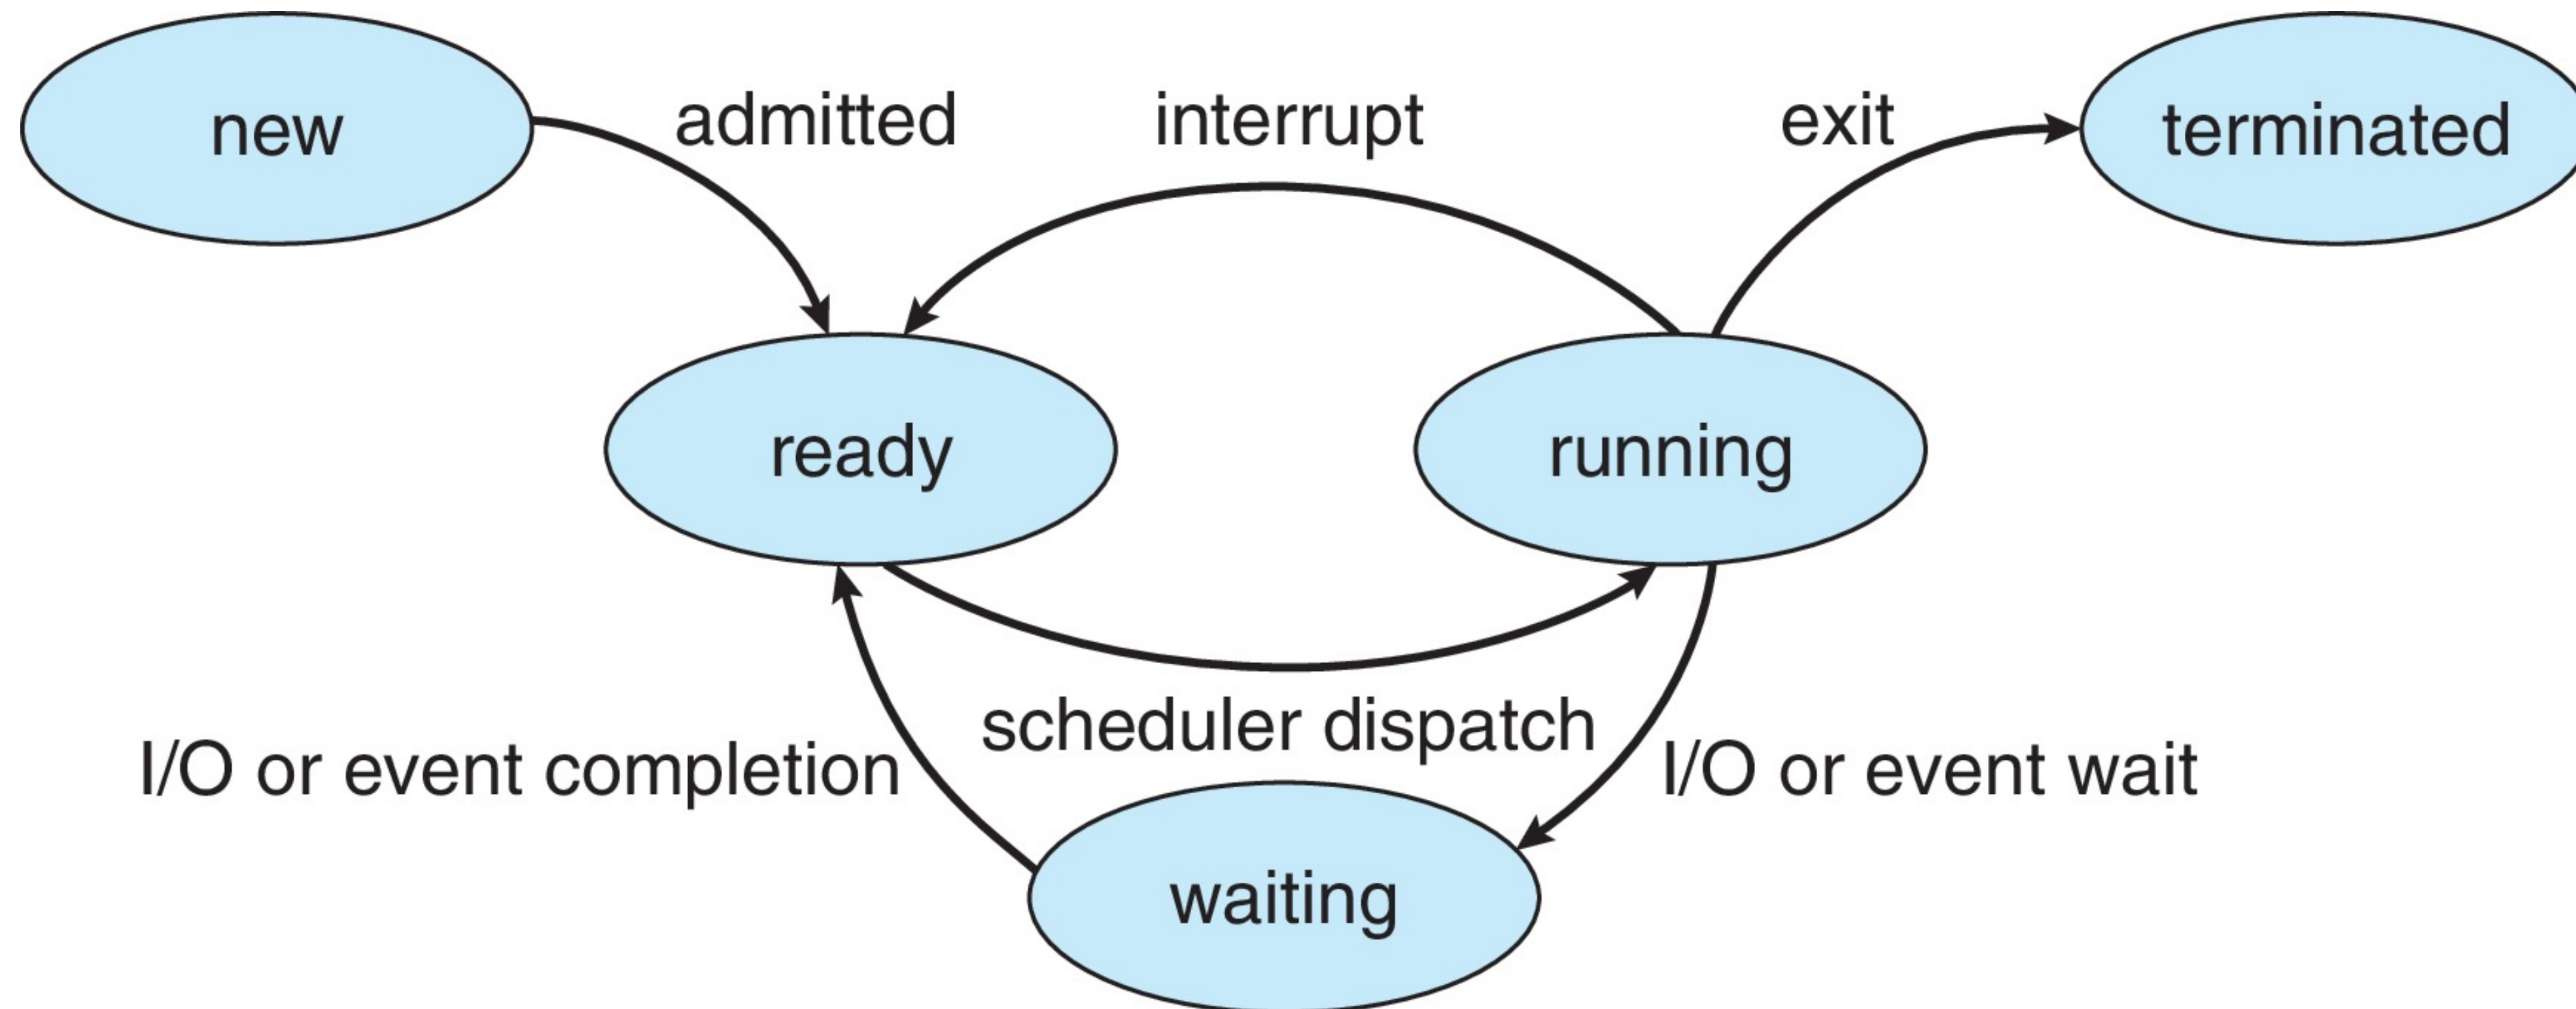 new
admitted
interrupt
exit
terminated
ready
running
scheduler dispatch
I/O or event completion
I/O or event wait
waiting